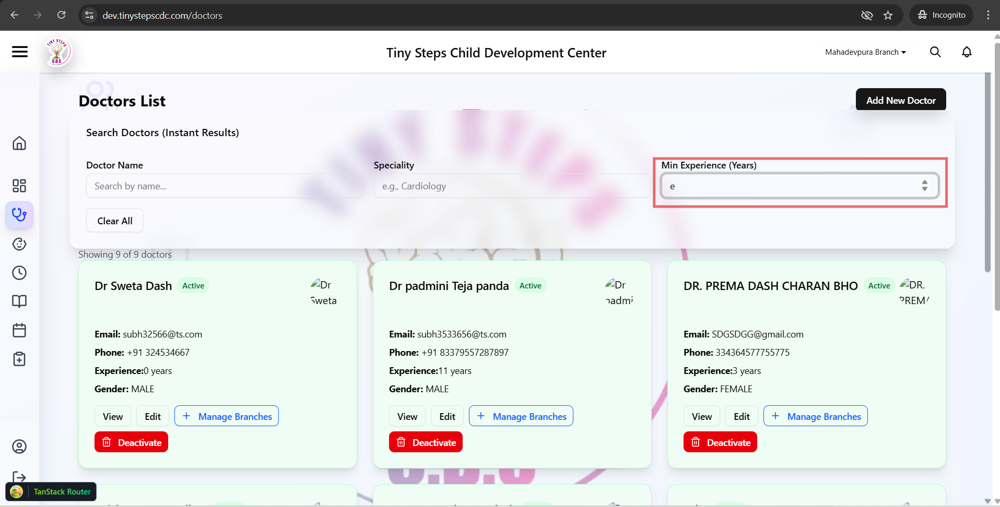 dev.tinystepscdc.com/doctors
Incognito
TINY STEPS
C.D.C
Tiny Steps Child Development Center
Mahadevpura Branch
Doctors List
Add New Doctor
Search Doctors (Instant Results)
Doctor Name
Speciality
Min Experience (Years)
Search by name...
e.g., Cardiology
e
Clear All
Showing 9 of 9 doctors
Dr Sweta Dash Active
Dr
Sweta
Dr padmini Teja panda Active
Dr
padmi
DR. PREMA DASH CHARAN BHO Active
DR.
PREMA
Email: subh32566@ts.com
Phone: +91 324534667
Experience:0 years
Gender: MALE
View Edit + Manage Branches
Deactivate
Email: subh3533656@ts.com
Phone: +91 83379557287897
Experience:11 years
Gender: MALE
View Edit + Manage Branches
Deactivate
Email: SDGSDGG@gmail.com
Phone: 334364577755775
Experience:3 years
Gender: FEMALE
View Edit + Manage Branches
Deactivate
C.D.C
TanStack Router